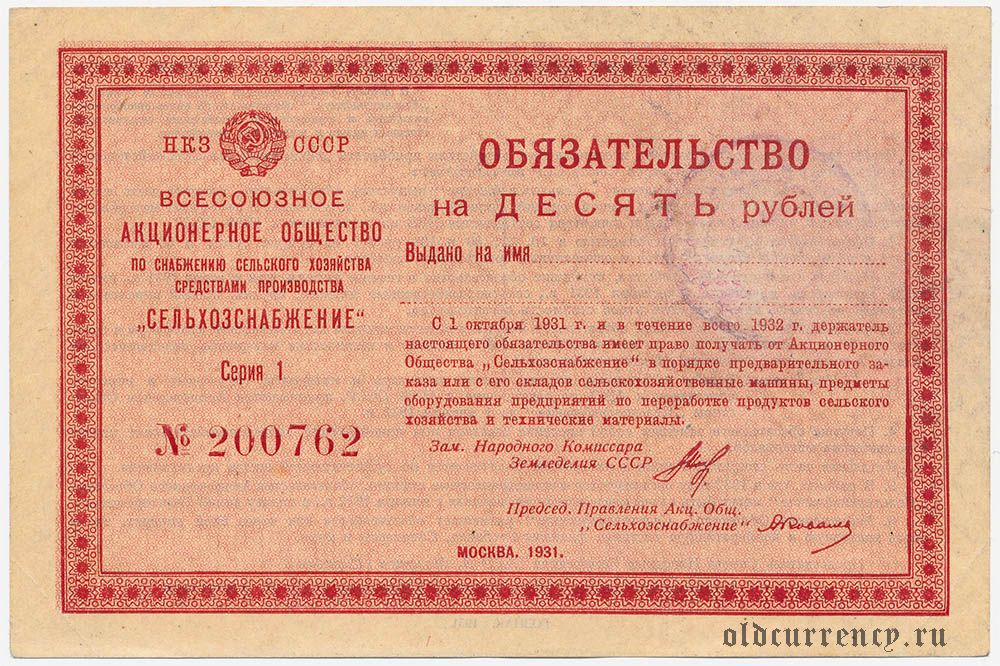 НКЗ СССР
ВСЕСОЮЗНОЕ
АКЦИОНЕРНОЕ ОБЩЕСТВО
ПО СНАБЖЕНИЮ СЕЛЬСКОГО ХОЗЯЙСТВА
СРЕДСТВАМИ ПРОИЗВОДСТВА
„СЕЛЬХОЗСНАБЖЕНИЕ“
Серия 1
№ 200762
ОБЯЗАТЕЛЬСТВО
на ДЕСЯТЬ рублей
Выдано на имя
С 1 октября 1931 г. и в течение всего 1932 г. держатель
настоящего обязательства имеет право получать от Акционерного
Общества „Сельхозснабжение“ в порядке предварительного за-
каза или с его складов сельскохозяйственные машины, предметы
оборудования предприятий по переработке продуктов сельского
хозяйства и технические материалы.
Зам. Народного Комиссара
Земледелия СССР
Председ. Правления Акц. Общ.
„Сельхозснабжение“
МОСКВА. 1931.
oldcurrency.ru